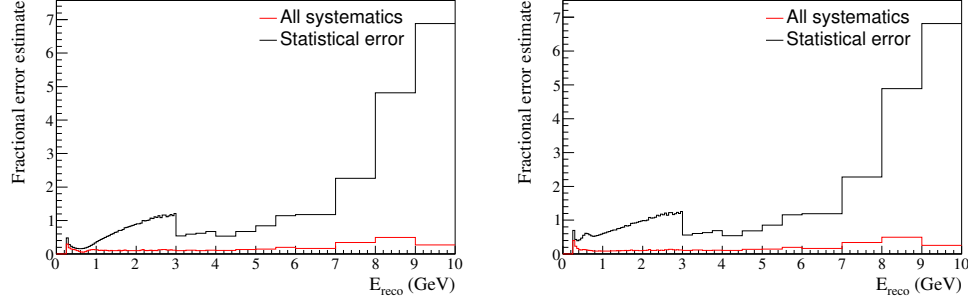 Fractional error estimate
7
6
5
4
3
2
1
0
All systematics
Statistical error
0 1 2 3 4 5 6 7 8 9 10
E_reco (GeV)
Fractional error estimate
7
6
5
4
3
2
1
0
All systematics
Statistical error
0 1 2 3 4 5 6 7 8 9 10
E_reco (GeV)